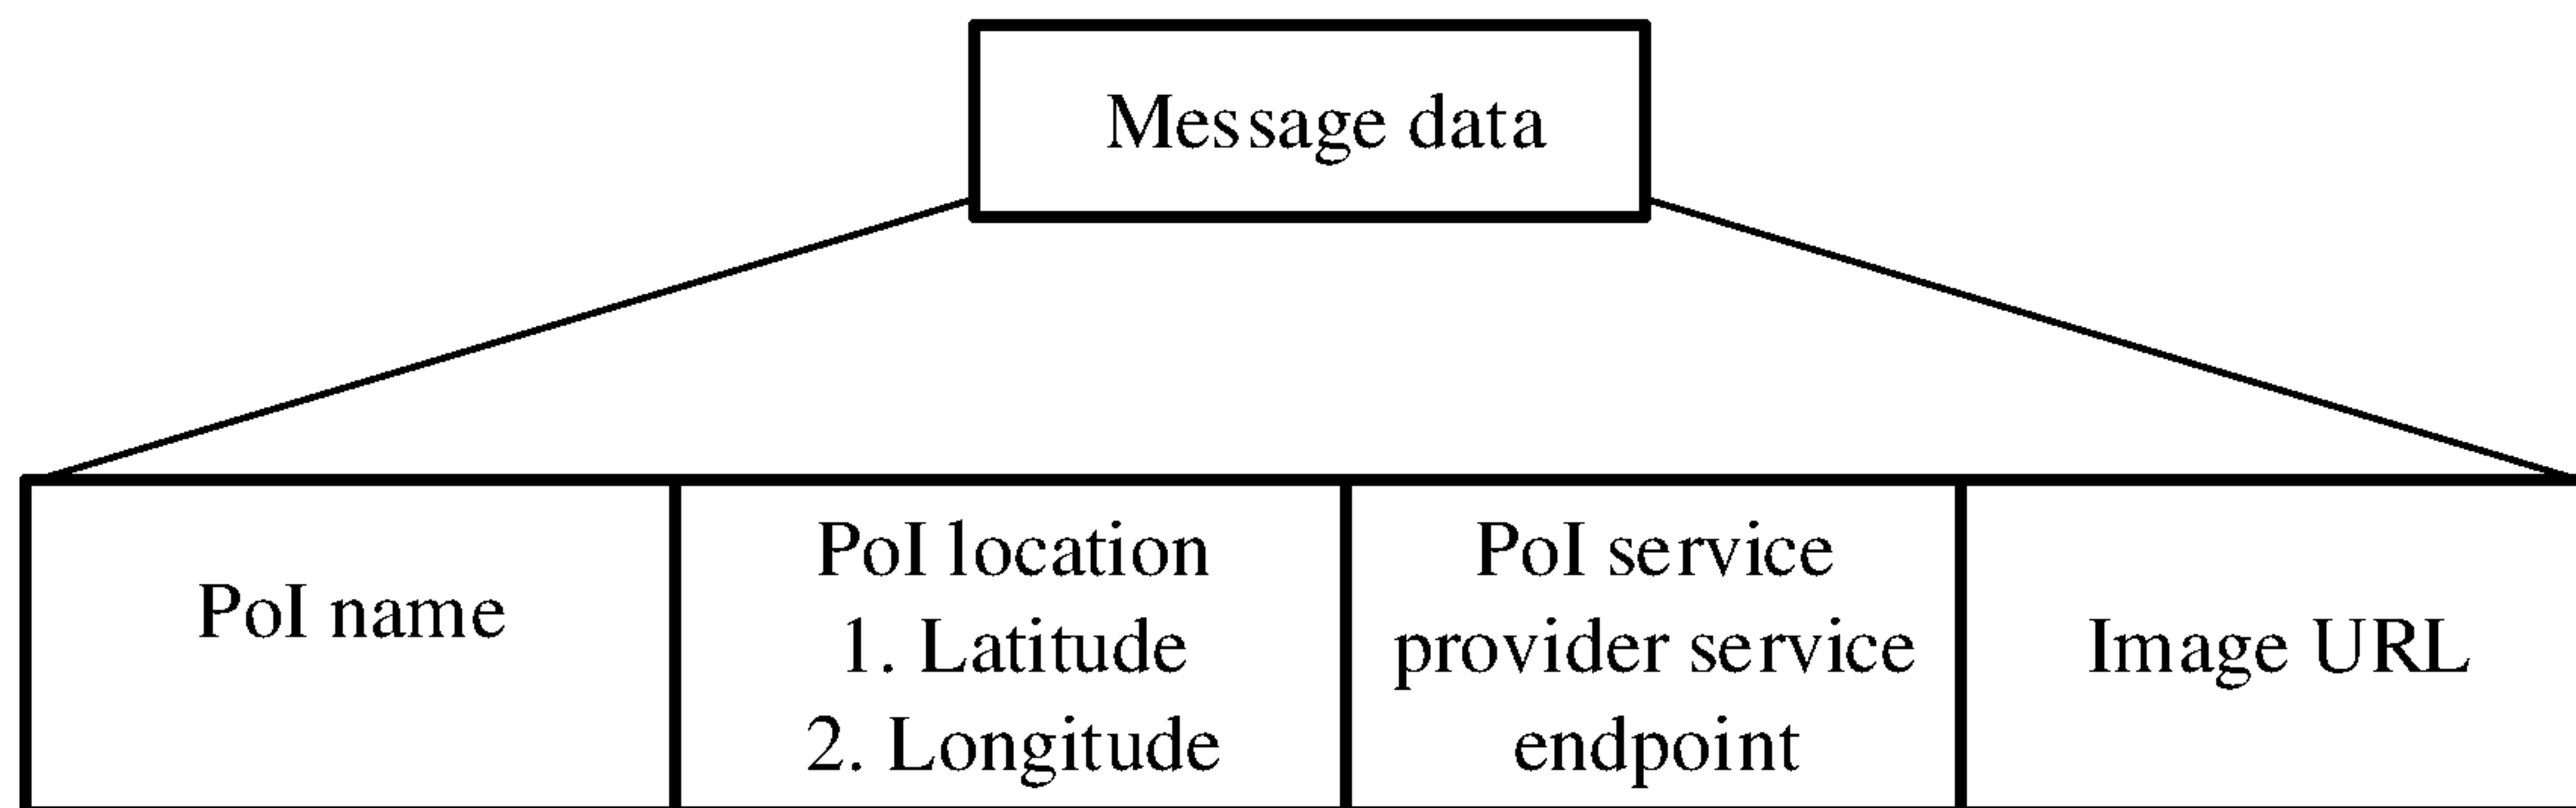 Message data
PoI name
PoI location
1. Latitude
2. Longitude
PoI service
provider service
endpoint
Image URL